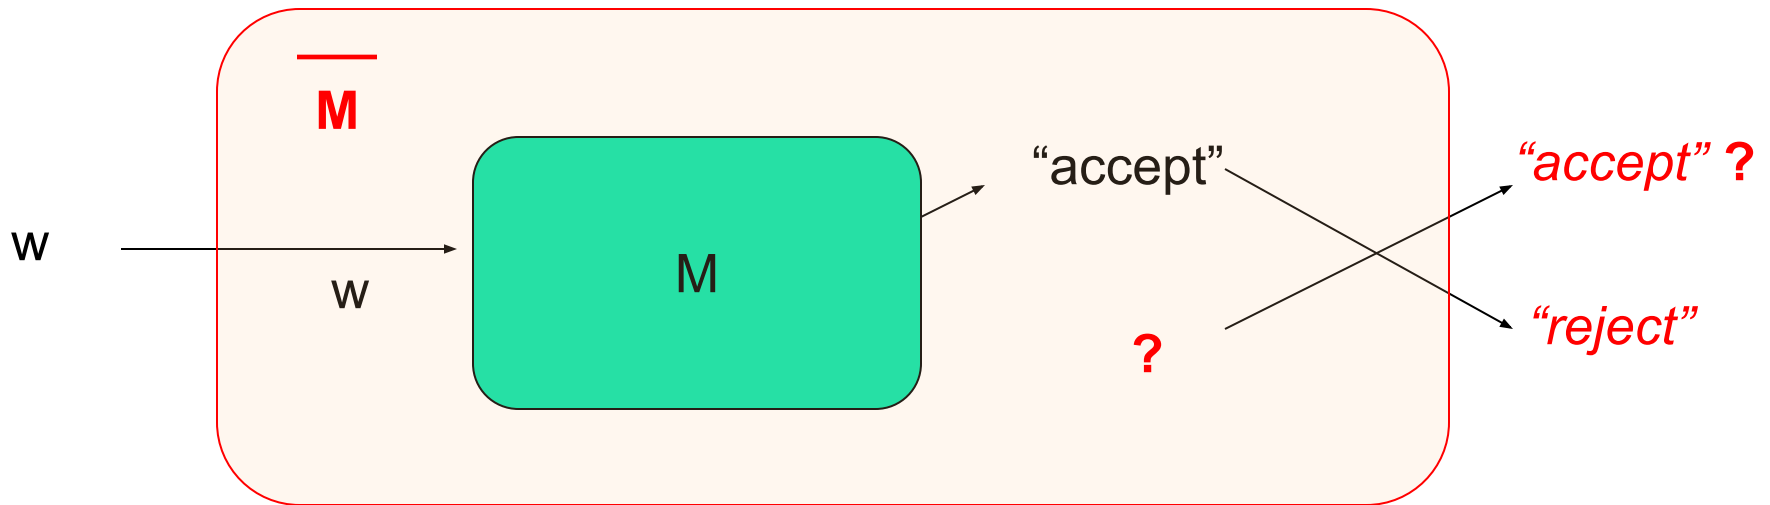 M̅
“accept”
“accept” ?
w
w
M
“reject”
?